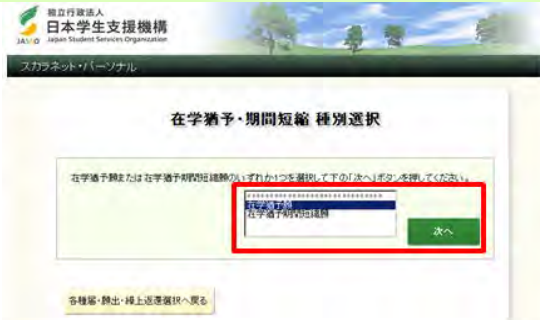 独立行政法人
日本学生支援機構
JASSO Japan Student Services Organization
スカラネット・パーソナル
在学猶予・期間短縮 種別選択
在学猶予願または在学猶予期間短縮願のいずれか1つを選択して下の「次へ」ボタンを押してください。
在学猶予願
在学猶予期間短縮願
次へ
各種届・願出・繰上返還選択へ戻る